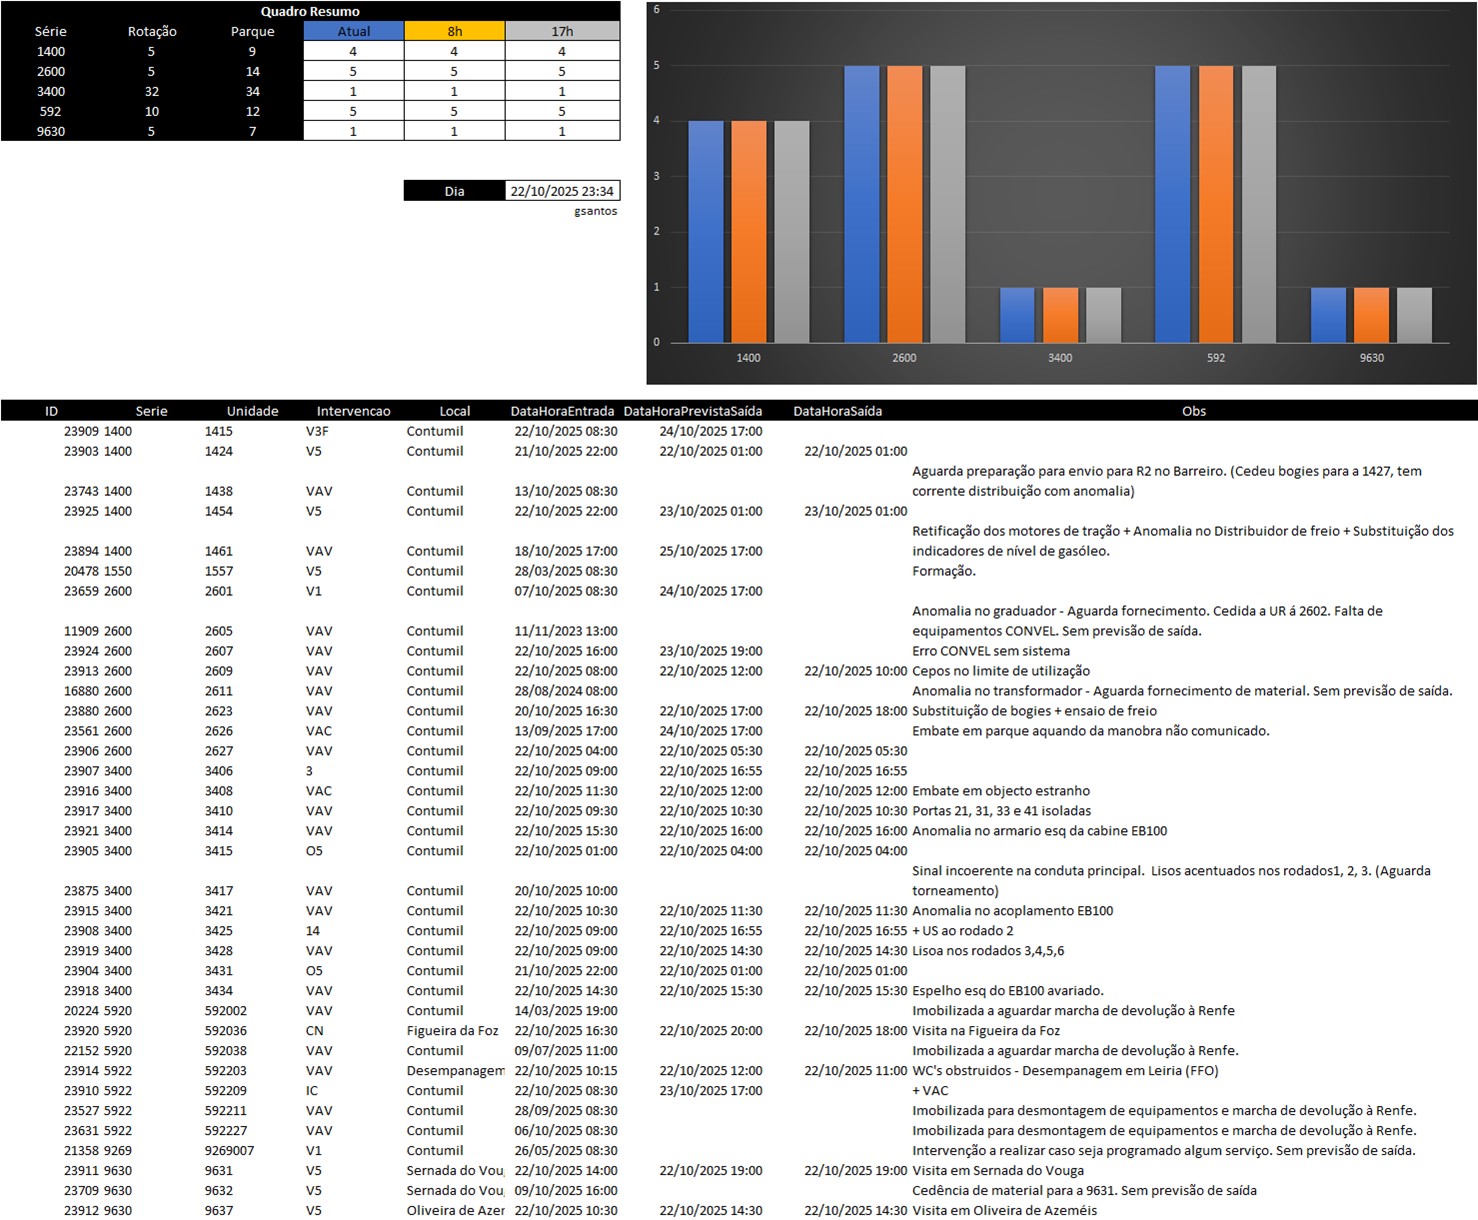 Quadro Resumo
Série Rotação Parque Atual 8h 17h
1400 5 9 4 4 4
2600 5 14 5 5 5
3400 32 34 1 1 1
592 10 12 5 5 5
9630 5 7 1 1 1
Dia 22/10/2025 23:34
gsantos
6
5
4
3
2
1
0
1400 2600 3400 592 9630
ID Serie Unidade Intervencao Local DataHoraEntrada DataHoraPrevistaSaída DataHoraSaída Obs
23909 1400 1415 V3F Contumil 22/10/2025 08:30 24/10/2025 17:00
23903 1400 1424 V5 Contumil 21/10/2025 22:00 22/10/2025 01:00 22/10/2025 01:00
Aguarda preparação para envio para R2 no Barreiro. (Cedeu bogies para a 1427, tem
23743 1400 1438 VAV Contumil 13/10/2025 08:30 corrente distribuição com anomalia)
23925 1400 1454 V5 Contumil 22/10/2025 22:00 23/10/2025 01:00 23/10/2025 01:00
Retificação dos motores de tração + Anomalia no Distribuidor de freio + Substituição dos
23894 1400 1461 VAV Contumil 18/10/2025 17:00 25/10/2025 17:00 indicadores de nível de gasóleo.
20478 1550 1557 V5 Contumil 28/03/2025 08:30 Formação.
23659 2600 2601 V1 Contumil 07/10/2025 08:30 24/10/2025 17:00
Anomalia no graduador - Aguarda fornecimento. Cedida a UR á 2602. Falta de
11909 2600 2605 VAV Contumil 11/11/2023 13:00 equipamentos CONVEL. Sem previsão de saída.
23924 2600 2607 VAV Contumil 22/10/2025 16:00 23/10/2025 19:00 Erro CONVEL sem sistema
23913 2600 2609 VAV Contumil 22/10/2025 08:00 22/10/2025 12:00 22/10/2025 10:00 Cepos no limite de utilização
16880 2600 2611 VAV Contumil 28/08/2024 08:00 Anomalia no transformador - Aguarda fornecimento de material. Sem previsão de saída.
23880 2600 2623 VAV Contumil 20/10/2025 16:30 22/10/2025 17:00 22/10/2025 18:00 Substituição de bogies + ensaio de freio
23561 2600 2626 VAC Contumil 13/09/2025 17:00 24/10/2025 17:00 Embate em parque aquando da manobra não comunicado.
23906 2600 2627 VAV Contumil 22/10/2025 04:00 22/10/2025 05:30 22/10/2025 05:30
23907 3400 3406 3 Contumil 22/10/2025 09:00 22/10/2025 16:55 22/10/2025 16:55
23916 3400 3408 VAC Contumil 22/10/2025 11:30 22/10/2025 12:00 22/10/2025 12:00 Embate em objecto estranho
23917 3400 3410 VAV Contumil 22/10/2025 09:30 22/10/2025 10:30 22/10/2025 10:30 Portas 21, 31, 33 e 41 isoladas
23921 3400 3414 VAV Contumil 22/10/2025 15:30 22/10/2025 16:00 22/10/2025 16:00 Anomalia no armario esq da cabine EB100
23905 3400 3415 O5 Contumil 22/10/2025 01:00 22/10/2025 04:00 22/10/2025 04:00
Sinal incoerente na conduta principal.  Lisos acentuados nos rodados1, 2, 3. (Aguarda
23875 3400 3417 VAV Contumil 20/10/2025 10:00 torneamento)
23915 3400 3421 VAV Contumil 22/10/2025 10:30 22/10/2025 11:30 22/10/2025 11:30 Anomalia no acoplamento EB100
23908 3400 3425 14 Contumil 22/10/2025 09:00 22/10/2025 16:55 22/10/2025 16:55 + US ao rodado 2
23919 3400 3428 VAV Contumil 22/10/2025 09:00 22/10/2025 14:30 22/10/2025 14:30 Lisoa nos rodados 3,4,5,6
23904 3400 3431 O5 Contumil 21/10/2025 22:00 22/10/2025 01:00 22/10/2025 01:00
23918 3400 3434 VAV Contumil 22/10/2025 14:30 22/10/2025 15:30 22/10/2025 15:30 Espelho esq do EB100 avariado.
20224 5920 592002 VAV Contumil 14/03/2025 19:00 Imobilizada a aguardar marcha de devolução à Renfe
23920 5920 592036 CN Figueira da Foz 22/10/2025 16:30 22/10/2025 20:00 22/10/2025 18:00 Visita na Figueira da Foz
22152 5920 592038 VAV Contumil 09/07/2025 11:00 Imobilizada a aguardar marcha de devolução à Renfe.
23914 5922 592203 VAV Desempanagem 22/10/2025 10:15 22/10/2025 12:00 22/10/2025 11:00 WC's obstruidos - Desempanagem em Leiria (FFO)
23910 5922 592209 IC Contumil 22/10/2025 08:30 23/10/2025 17:00 + VAC
23527 5922 592211 VAV Contumil 28/09/2025 08:30 Imobilizada para desmontagem de equipamentos e marcha de devolução à Renfe.
23631 5922 592227 VAV Contumil 06/10/2025 08:30 Imobilizada para desmontagem de equipamentos e marcha de devolução à Renfe.
21358 9269 9269007 V1 Contumil 26/05/2025 08:30 Intervenção a realizar caso seja programado algum serviço. Sem previsão de saída.
23911 9630 9631 V5 Sernada do Vou 22/10/2025 14:00 22/10/2025 19:00 22/10/2025 19:00 Visita em Sernada do Vouga
23709 9630 9632 V5 Sernada do Vou 09/10/2025 16:00 Cedência de material para a 9631. Sem previsão de saída
23912 9630 9637 V5 Oliveira de Azer 22/10/2025 10:30 22/10/2025 14:30 22/10/2025 14:30 Visita em Oliveira de Azeméis